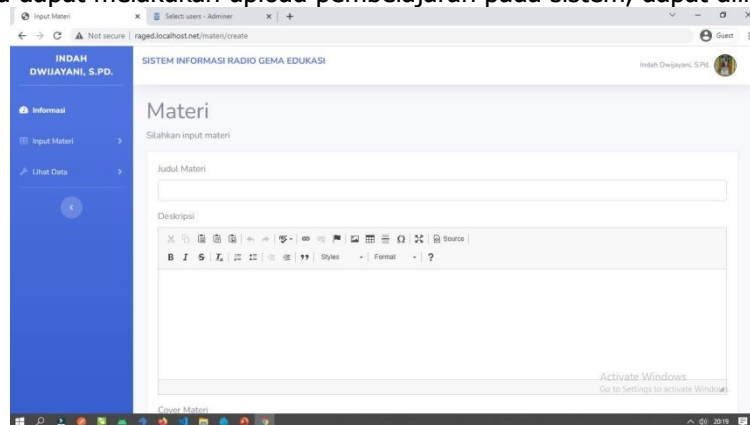 dapat melakukan upload pembelajaran pada sistem, dapat
Input Materi
Select users - Adminer
Not secure | raged.localhost.net/materi/create
Guest
INDAH
DWIJAYANI, S.PD.
SISTEM INFORMASI RADIO GEMA EDUKASI
Indah Dwijayani, S.Pd.
Informasi
Materi
Silahkan input materi
Input Materi
Lihat Data
Judul Materi
Deskripsi
Source
B I S Ix Styles Format ?
Activate Windows
Go to Settings to activate Windows.
Cover Materi
20:19